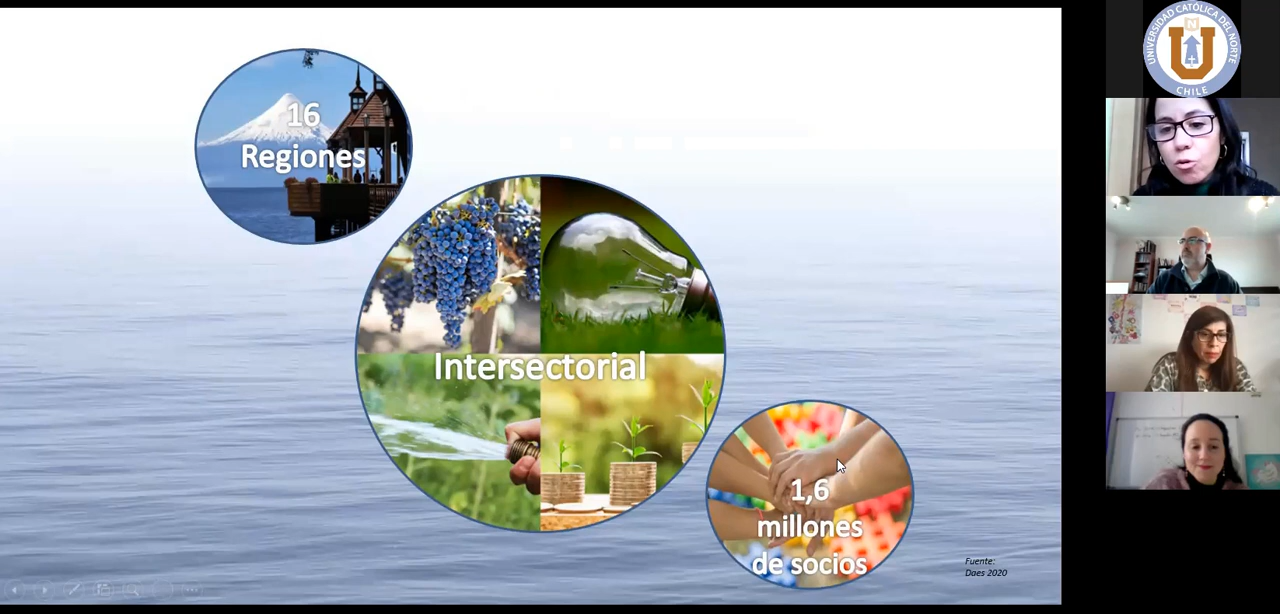 16
Regiones
Intersectorial
1,6
millones
de socios
Fuente:
Daes 2020
UNIVERSIDAD CATÓLICA DEL NORTE
N
U
CHILE